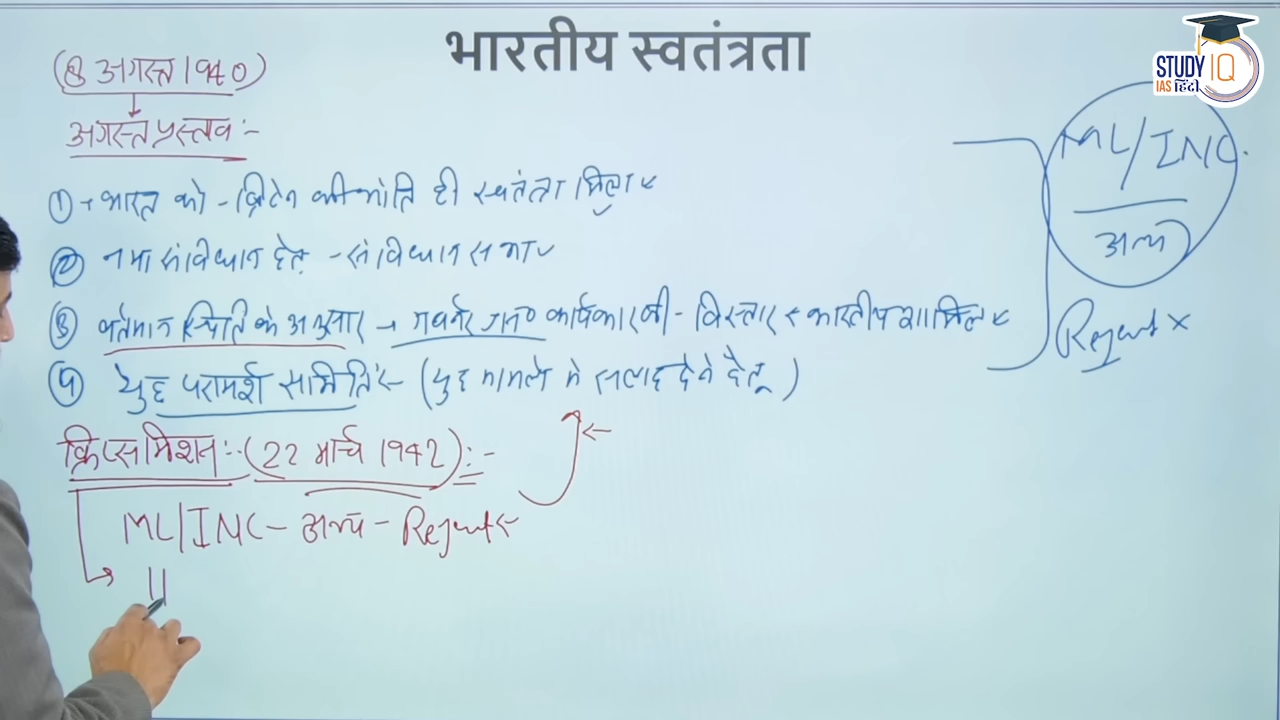 भारतीय स्वतंत्रता
STUDY IQ
IAS हिंदी
(8 अगस्त 1940)
अगस्त प्रस्तव :-
① → भारत को - ब्रिटेन की भांति ही स्वतंत्रता
② नया संविधान हेतु - संविधान सभा
③ वर्तमान स्थिति के अनुसार → गवर्नर जन० कार्यकारणी - विस्तार भारतीय शामिल
④ युद्ध परामर्श समिति :- (युद्ध मामलो मे सलाह देने हेतू)
ML/INC.
अन्य
Reject ×
क्रिप्स मिशन :- (22 मार्च 1942) :-
ML/INC - अन्य - Reject